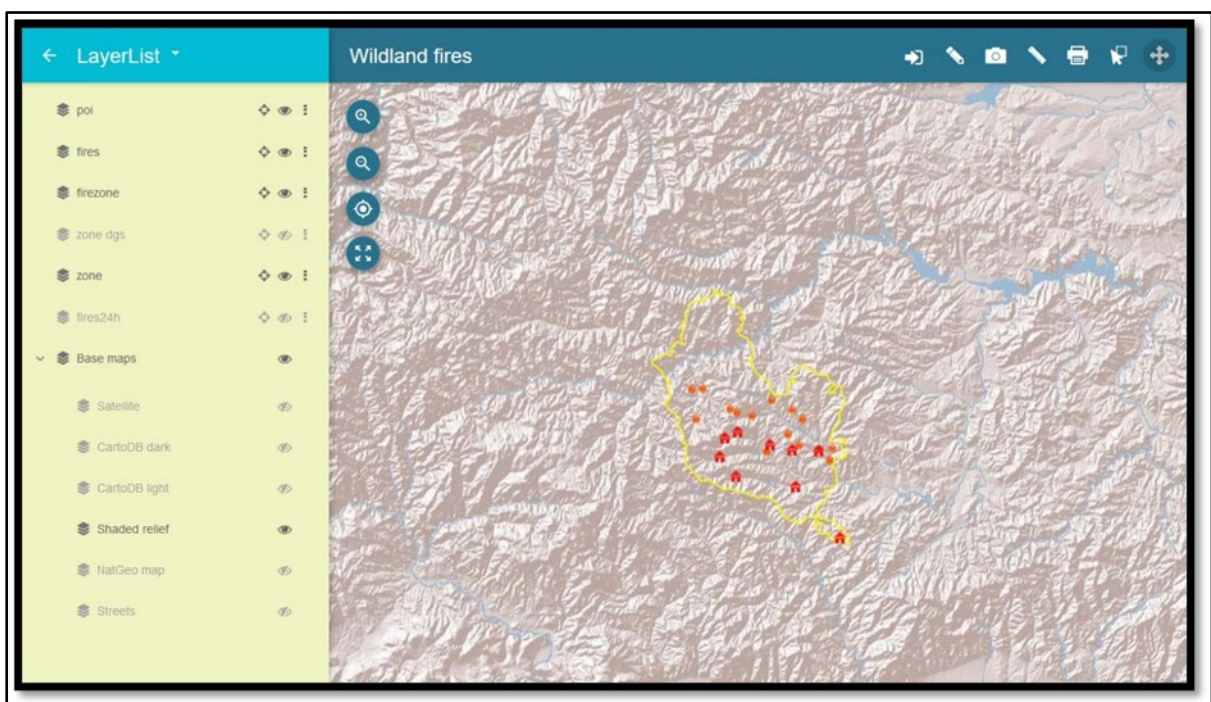 LayerList
Wildland fires
poi
fires
firezone
zone dgs
zone
fires24h
Base maps
Satellite
CartoDB dark
CartoDB light
Shaded relief
NatGeo map
Streets